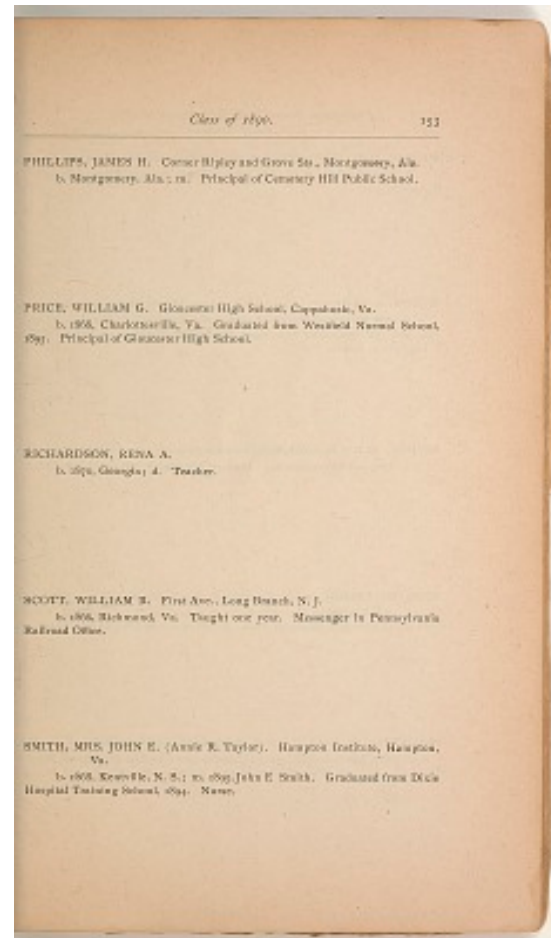 Class of 1890. 153
PHILLIPS, JAMES H. Corner Ripley and Grove Sts., Montgomery, Ala.
b. Montgomery, Ala.; m. Principal of Cemetery Hill Public School.
PRICE, WILLIAM G. Gloucester High School, Cappahosic, Va.
b. 1868, Charlottesville, Va. Graduated from Westfield Normal School,
Principal of Gloucester High School.
RICHARDSON, RENA A.
b. 1870, Georgia; d. Teacher.
SCOTT, WILLIAM B. First Ave., Long Branch, N. J.
b. 1866, Richmond, Va. Taught one year. Messenger in Pennsylvania
Railroad Office.
SMITH, MRS. JOHN E. (Annie R. Taylor). Hampton Institute, Hampton,
Va.
b. 1868, Kentville, N. S.; m. 1895, John E Smith. Graduated from Dixie
Hospital Training School, 1894. Nurse.